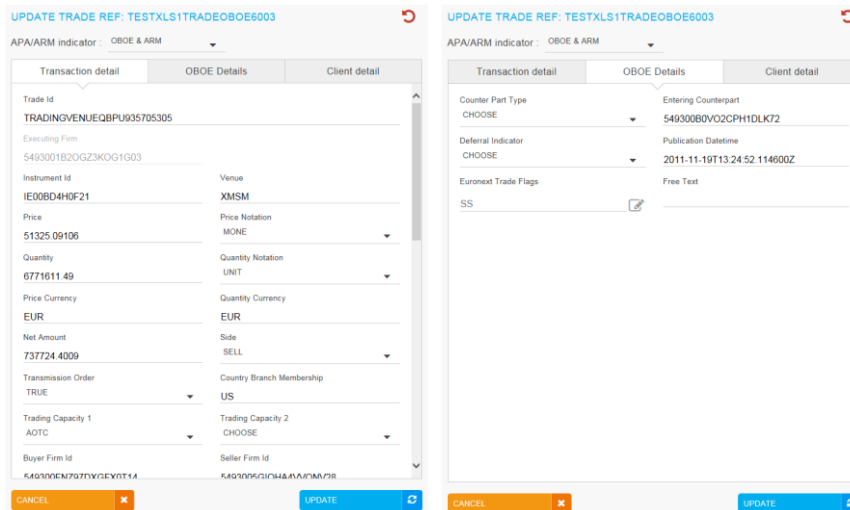 UPDATE TRADE REF: TESTXLS1TRADEOBOE6003
APA/ARM indicator : OBOE & ARM
Transaction detail OBOE Details Client detail
Trade Id
TRADINGVENUEQBPU935705305
Executing Firm
5493001B2OGZ3KOG1G03
Instrument Id Venue
IE00BD4H0F21 XMSM
Price Price Notation
51325.09106 MONE
Quantity Quantity Notation
6771611.49 UNIT
Price Currency Quantity Currency
EUR EUR
Net Amount Side
737724.4009 SELL
Transmission Order Country Branch Membership
TRUE US
Trading Capacity 1 Trading Capacity 2
AOTC CHOOSE
Buyer Firm Id Seller Firm Id
CANCEL UPDATE
UPDATE TRADE REF: TESTXLS1TRADEOBOE6003
APA/ARM indicator : OBOE & ARM
Transaction detail OBOE Details Client detail
Counter Part Type Entering Counterpart
CHOOSE 549300B0VO2CPH1DLK72
Deferral Indicator Publication Datetime
CHOOSE 2011-11-19T13:24:52.114600Z
Euronext Trade Flags Free Text
SS
CANCEL UPDATE